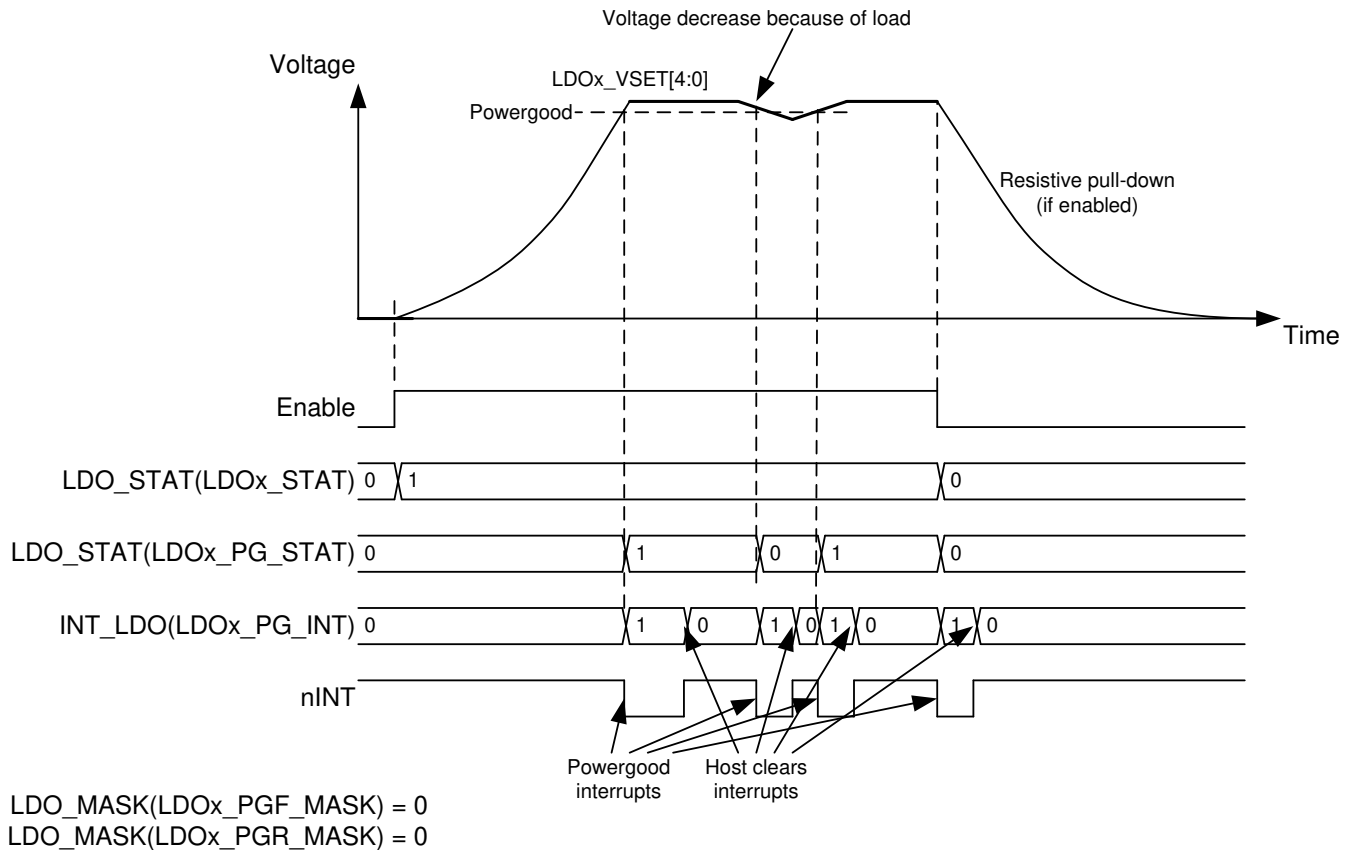 Voltage decrease because of load
Voltage
LDOx_VSET[4:0]
Powergood
Resistive pull-down
(if enabled)
Time
Enable
LDO_STAT(LDOx_STAT) 0 1 0
LDO_STAT(LDOx_PG_STAT) 0 1 0 1 0
INT_LDO(LDOx_PG_INT) 0 1 0 1 0 1 0 1 0
nINT
Powergood
interrupts
Host clears
interrupts
LDO_MASK(LDOx_PGF_MASK) = 0
LDO_MASK(LDOx_PGR_MASK) = 0